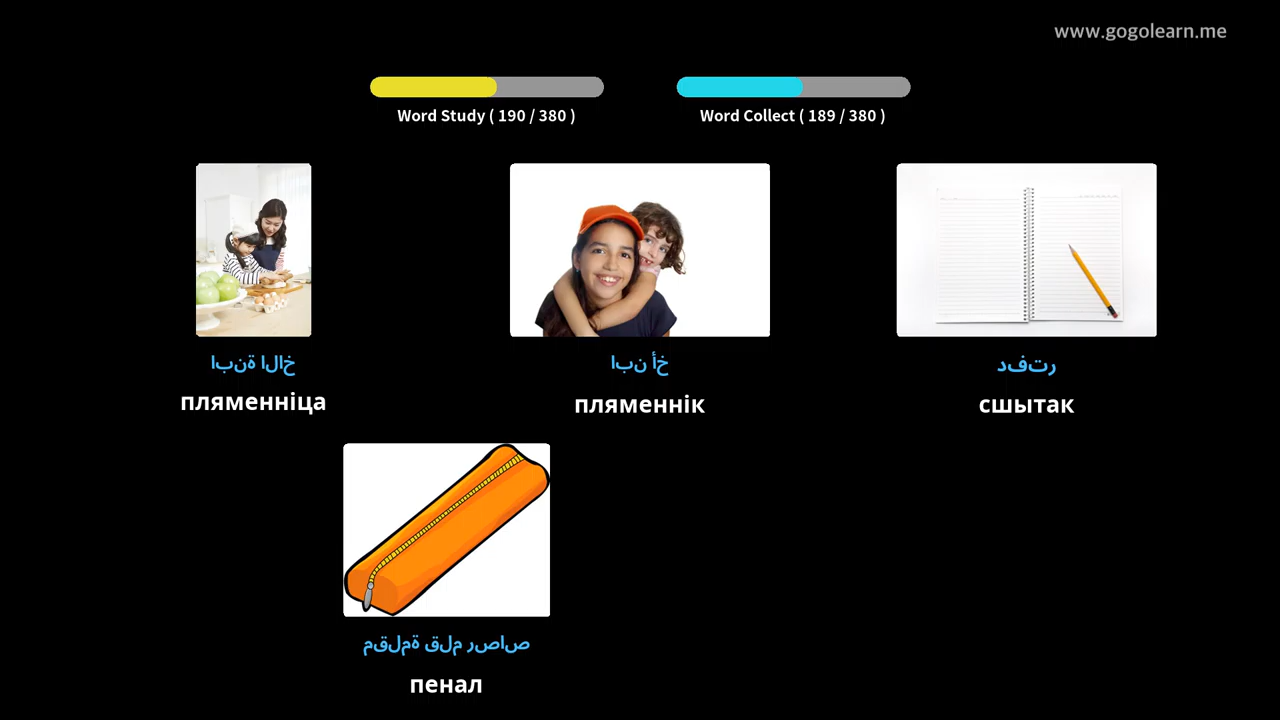 www.gogolearn.me
Word Study ( 190 / 380 )
Word Collect ( 189 / 380 )
ابنة الاخ
пляменніца
ابن أخ
пляменнік
دفتر
сшытак
مقلمة قلم رصاص
пенал